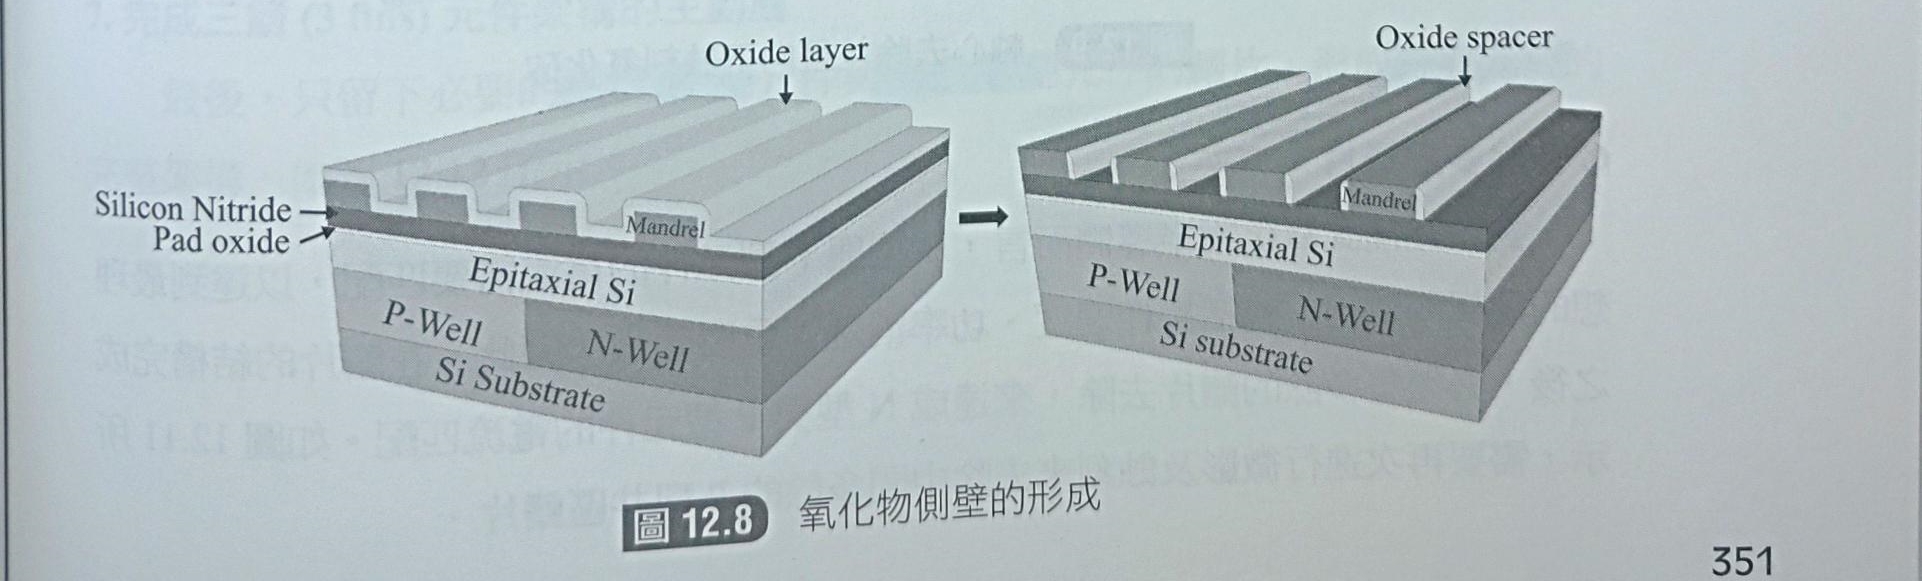 Oxide layer
Silicon Nitride
Pad oxide
Mandrel
Epitaxial Si
P-Well
N-Well
Si Substrate
Oxide spacer
Mandrel
Epitaxial Si
P-Well
N-Well
Si substrate
圖 12.8 氧化物側壁的形成
351